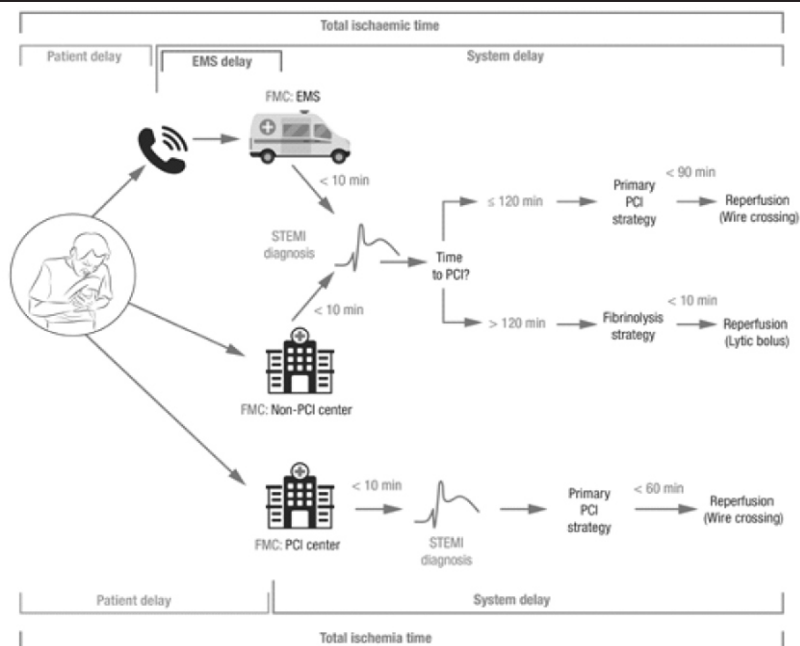 Total ischaemic time
Patient delay
EMS delay
System delay
FMC: EMS
< 10 min
STEMI
diagnosis
< 10 min
FMC: Non-PCI center
Time
to PCI?
≤ 120 min
Primary
PCI
strategy
< 90 min
Reperfusion
(Wire crossing)
> 120 min
Fibrinolysis
strategy
< 10 min
Reperfusion
(Lytic bolus)
FMC: PCI center
< 10 min
STEMI
diagnosis
Primary
PCI
strategy
< 60 min
Reperfusion
(Wire crossing)
Patient delay
System delay
Total ischemia time